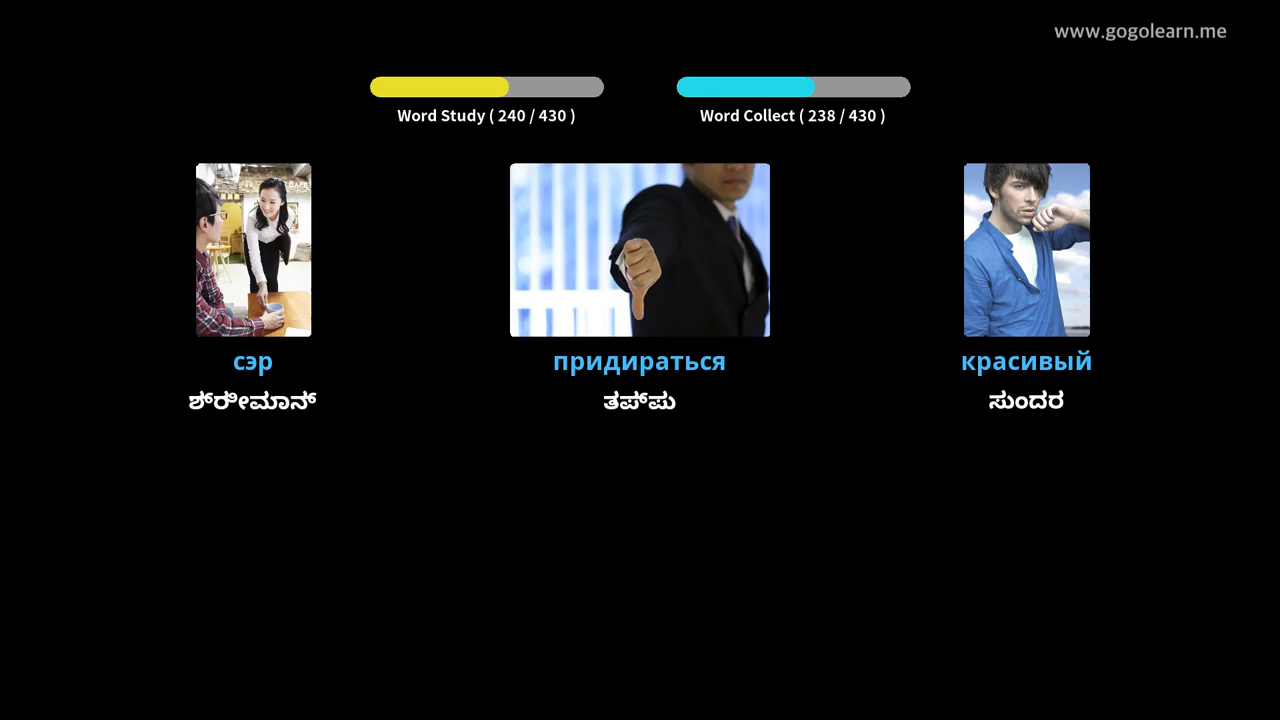 www.gogolearn.me
Word Study ( 240 / 430 )
Word Collect ( 238 / 430 )
сэр
придираться
красивый
ಶ್ರೀಮಾನ್
ತಪ್ಪು
ಸುಂದರ